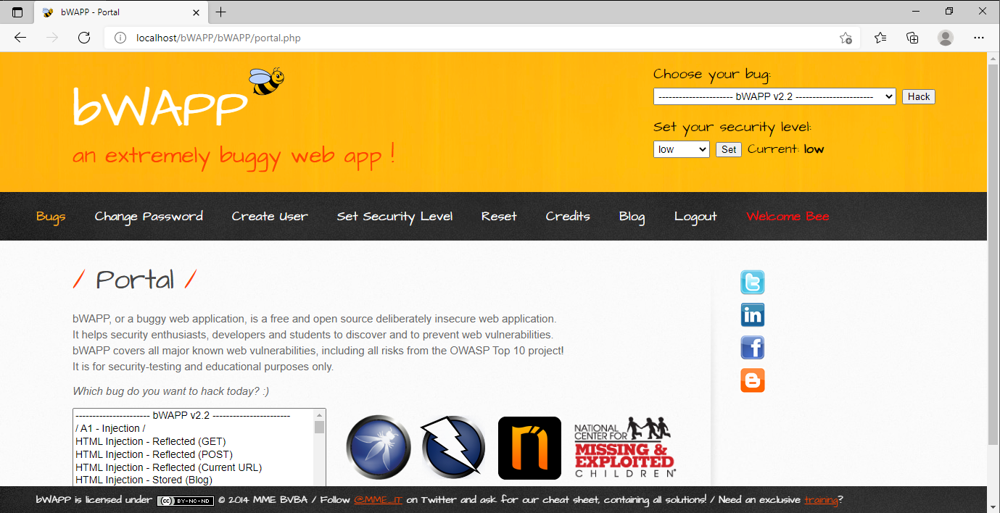 bWAPP - Portal
localhost/bWAPP/bWAPP/portal.php
bWAPP
an extremely buggy web app !
Choose your bug:
---------------------- bWAPP v2.2 -----------------------
Hack
Set your security level:
low Set Current: low
Bugs Change Password Create User Set Security Level Reset Credits Blog Logout Welcome Bee
/ Portal /
bWAPP, or a buggy web application, is a free and open source deliberately insecure web application.
It helps security enthusiasts, developers and students to discover and to prevent web vulnerabilities.
bWAPP covers all major known web vulnerabilities, including all risks from the OWASP Top 10 project!
It is for security-testing and educational purposes only.
Which bug do you want to hack today? :)
---------------------- bWAPP v2.2 -----------------------
/ A1 - Injection /
HTML Injection - Reflected (GET)
HTML Injection - Reflected (POST)
HTML Injection - Reflected (Current URL)
HTML Injection - Stored (Blog)
NATIONAL
CENTER FOR
MISSING &
EXPLOITED
CHILDREN®
t
in
f
B
n
bWAPP is licensed under (cc) BY-NC-ND © 2014 MME BVBA / Follow @MME_IT on Twitter and ask for our cheat sheet, containing all solutions! / Need an exclusive training?